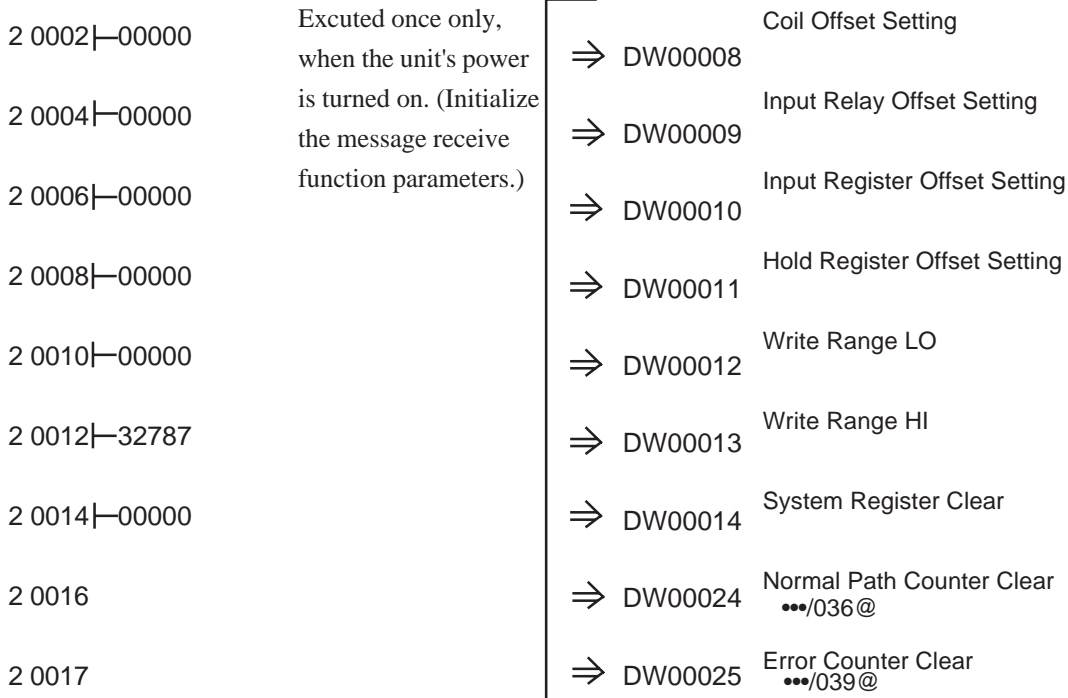 2 0002├─00000 Excuted once only, Coil Offset Setting
when the unit's power ⇒ DW00008
2 0004├─00000 is turned on. (Initialize Input Relay Offset Setting
the message receive ⇒ DW00009
2 0006├─00000 function parameters.) Input Register Offset Setting
⇒ DW00010
2 0008├─00000 Hold Register Offset Setting
⇒ DW00011
2 0010├─00000 Write Range LO
⇒ DW00012
2 0012├─32787 Write Range HI
⇒ DW00013
2 0014├─00000 System Register Clear
⇒ DW00014
2 0016 ⇒ DW00024 Normal Path Counter Clear
•••/036@
2 0017 ⇒ DW00025 Error Counter Clear
•••/039@